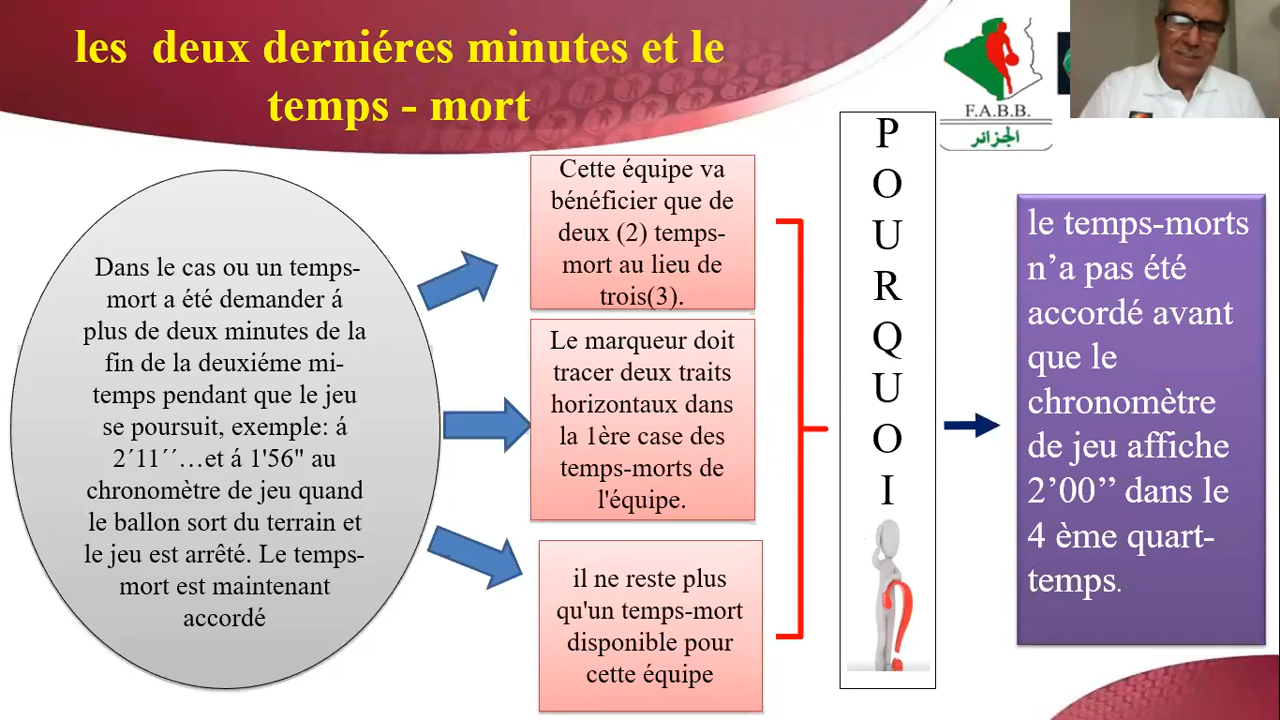 les  deux derniéres minutes et le
temps - mort
F.A.B.B.
الجزائر
Dans le cas ou un temps-
mort a été demander á
plus de deux minutes de la
fin de la deuxiéme mi-
temps pendant que le jeu
se poursuit, exemple: á
2´11´´…et á 1'56" au
chronomètre de jeu quand
le ballon sort du terrain et
le jeu est arrêté. Le temps-
mort est maintenant
accordé
Cette équipe va
bénéficier que de
deux (2) temps-
mort au lieu de
trois(3).
Le marqueur doit
tracer deux traits
horizontaux dans
la 1ère case des
temps-morts de
l'équipe.
il ne reste plus
qu'un temps-mort
disponible pour
cette équipe
P
O
U
R
Q
U
O
I
le temps-morts
n’a pas été
accordé avant
que le
chronomètre
de jeu affiche
2’00’’ dans le
4 ème quart-
temps.